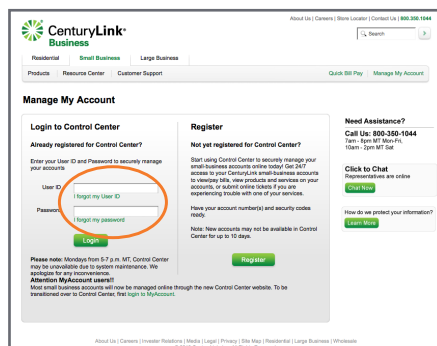 About Us | Careers | Store Locator | Contact Us | 800.350.1044
CenturyLink®
Business
Search
Residential Small Business Large Business
Products Resource Center Customer Support Quick Bill Pay Manage My Account
Manage My Account
Login to Control Center
Already registered for Control Center?
Enter your User ID and Password to securely manage
your accounts
User ID
I forgot my User ID
Password
I forgot my password
Login
Please note: Mondays from 5-7 p.m. MT, Control Center
may be unavailable due to system maintenance. We
apologize for any inconvenience.
Attention MyAccount users!!
Most small business accounts will now be managed online through the new Control Center website. To be
transitioned over to Control Center, first login to MyAccount.
Register
Not yet registered for Control Center?
Start using Control Center to securely manage your
small-business accounts online today! Get 24/7
access to your CenturyLink small-business accounts
to view/pay bills, view products and services on your
accounts, or submit online tickets if you are
experiencing trouble with one of your services.
Have your account number(s) and security codes
ready.
Note: New accounts may not be available in Control
Center for up to 10 days.
Register
Need Assistance?
Call Us: 800-350-1044
7am - 8pm MT Mon-Fri,
10am - 2pm MT Sat
Click to Chat
Representatives are online
Chat Now
How do we protect your information?
Learn More
About Us | Careers | Investor Relations | Media | Legal | Privacy | Site Map | Residential | Large Business | Wholesale